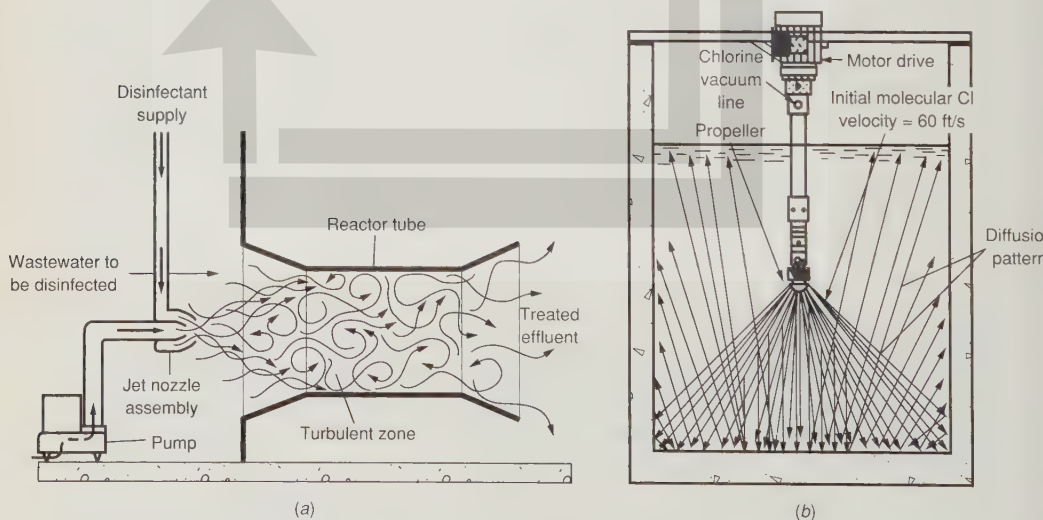 Disinfectant
supply
Wastewater to
be disinfected
Reactor tube
Treated
effluent
Jet nozzle
assembly
Pump
Turbulent zone
(a)
Chlorine
vacuum
line
Motor drive
Propeller
Initial molecular Cl
velocity = 60 ft/s
Diffusion
pattern
(b)